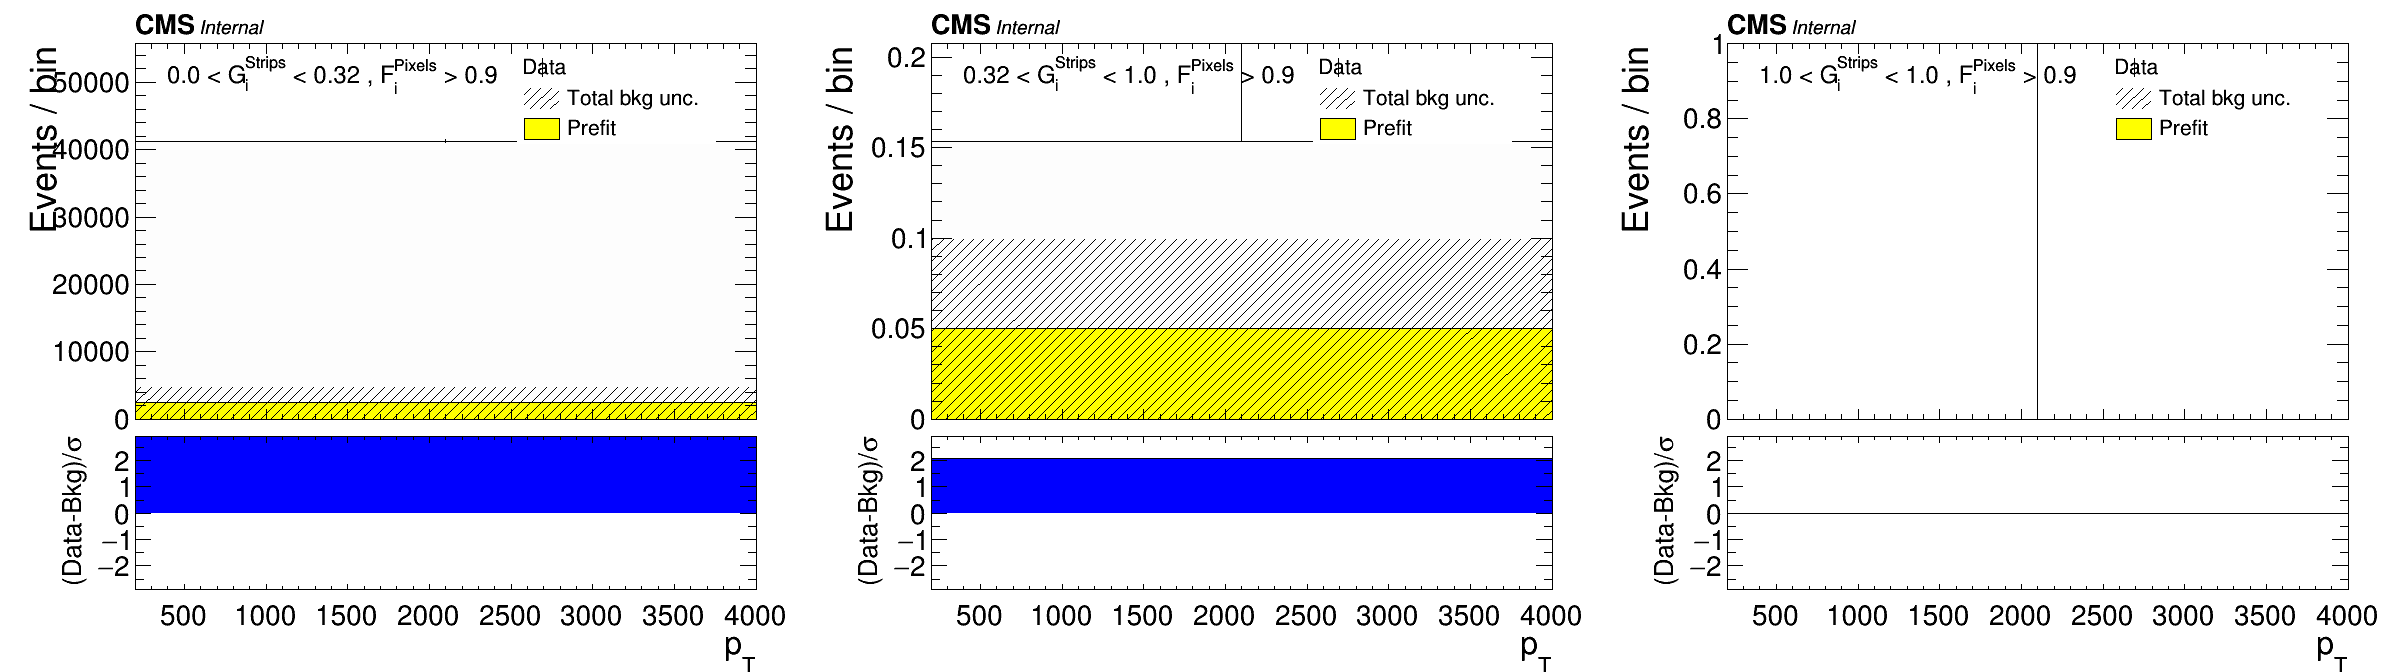 CMS Internal
Events / bin
0.0 < G_i^Strips < 0.32 , F_i^Pixels > 0.9
Data
Total bkg unc.
Prefit
50000
40000
30000
20000
10000
0
(Data-Bkg)/σ
2
1
0
−1
−2
500 1000 1500 2000 2500 3000 3500 4000
p_T
CMS Internal
Events / bin
0.32 < G_i^Strips < 1.0 , F_i^Pixels > 0.9
Data
Total bkg unc.
Prefit
0.2
0.15
0.1
0.05
0
(Data-Bkg)/σ
2
1
0
−1
−2
500 1000 1500 2000 2500 3000 3500 4000
p_T
CMS Internal
Events / bin
1.0 < G_i^Strips < 1.0 , F_i^Pixels > 0.9
Data
Total bkg unc.
Prefit
1
0.8
0.6
0.4
0.2
0
(Data-Bkg)/σ
2
1
0
−1
−2
500 1000 1500 2000 2500 3000 3500 4000
p_T